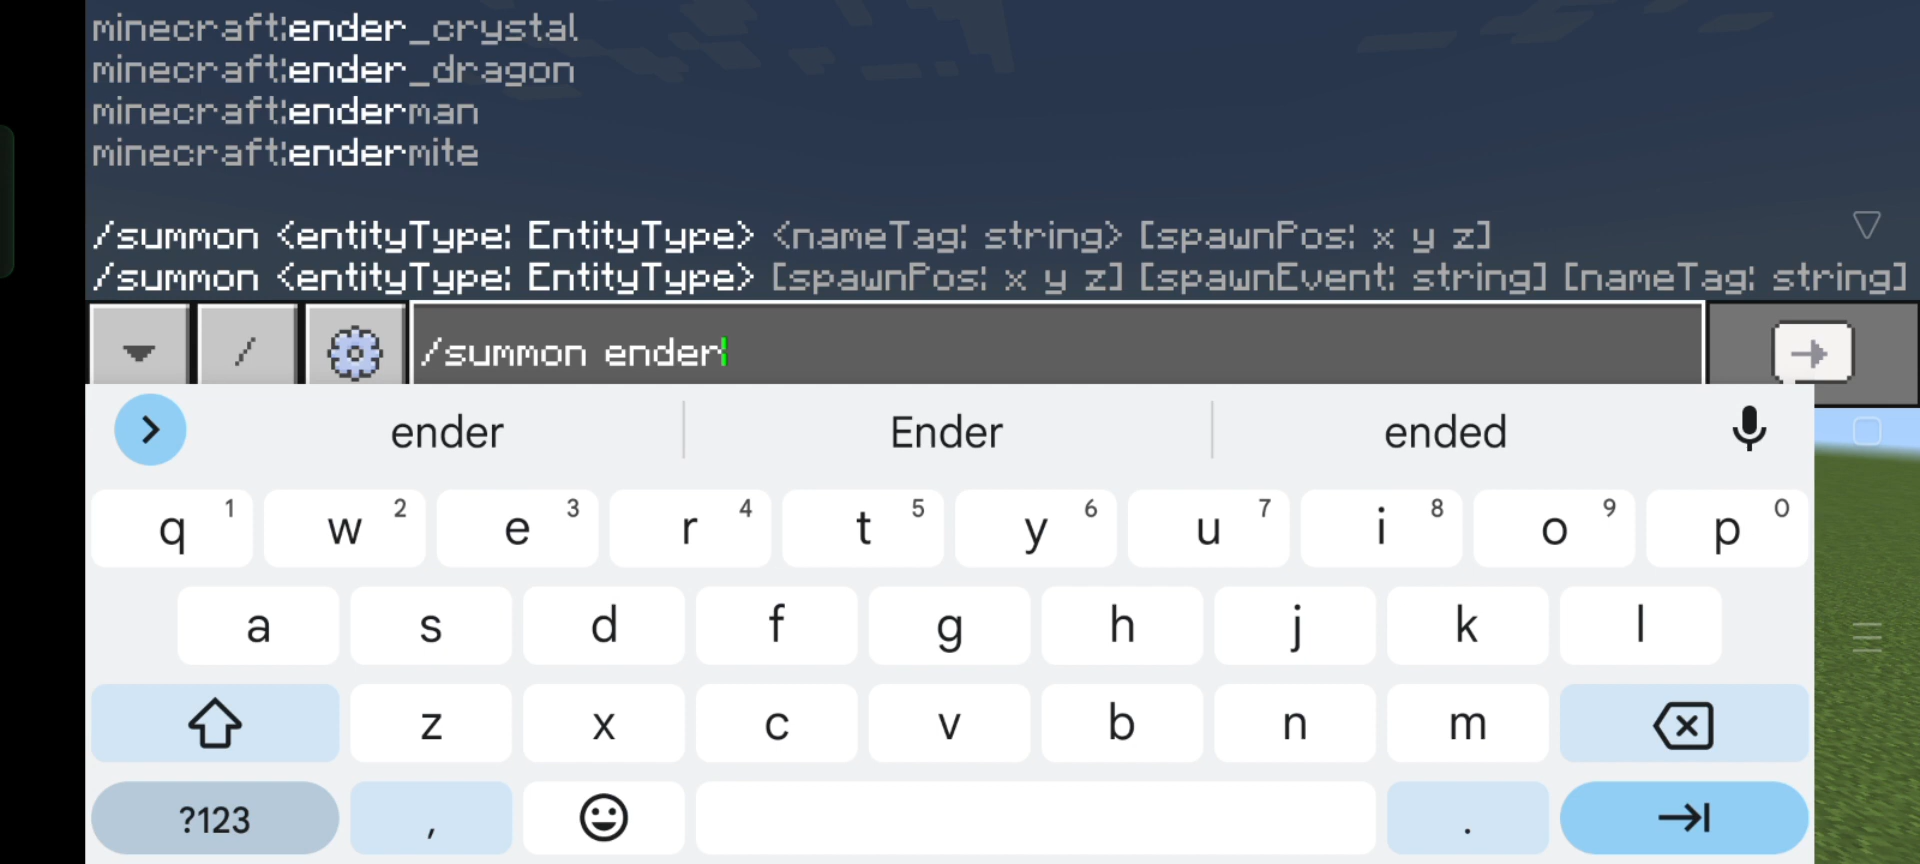 minecraft:ender_crystal
minecraft:ender_dragon
minecraft:enderman
minecraft:endermite
/summon <entityType: EntityType> <nameTag: string> [spawnPos: x y z]
/summon <entityType: EntityType> [spawnPos: x y z] [spawnEvent: string] [nameTag: string]
/ /summon ender
ender Ender ended
q 1 w 2 e 3 r 4 t 5 y 6 u 7 i 8 o 9 p 0
a s d f g h j k l
z x c v b n m
?123 , .